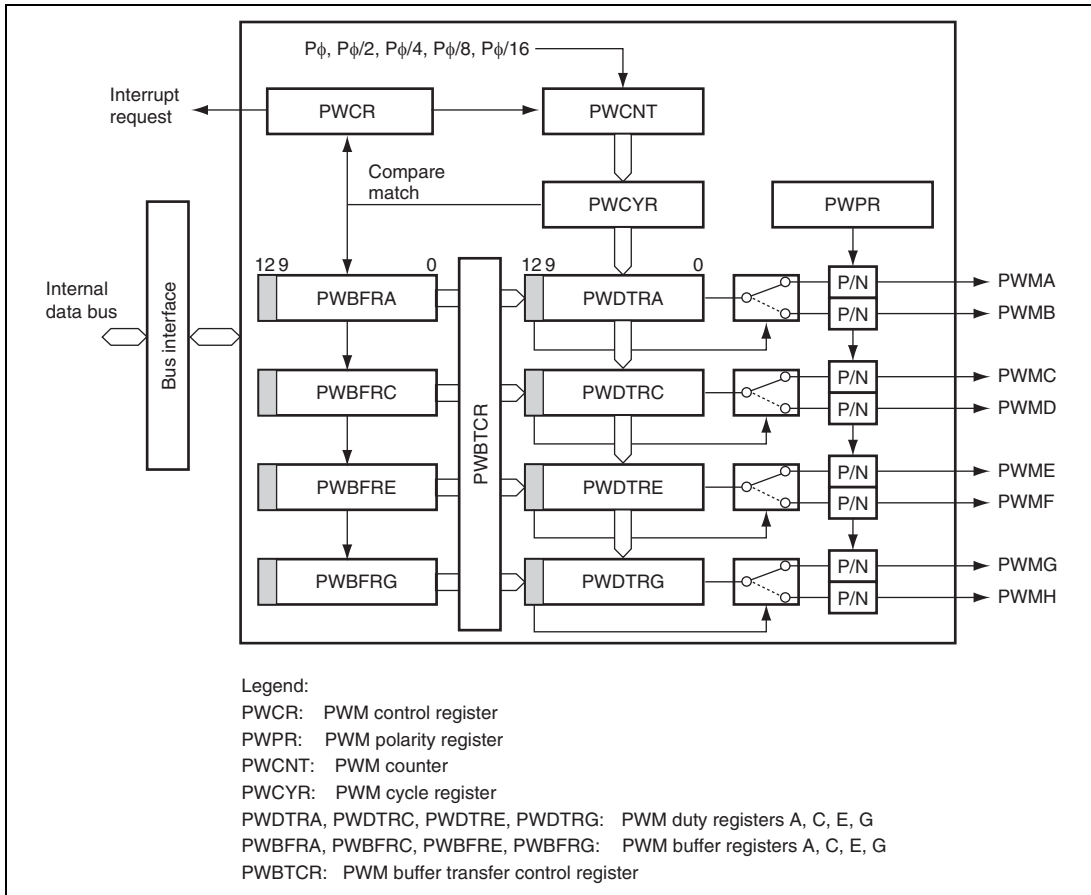 Pϕ, Pϕ/2, Pϕ/4, Pϕ/8, Pϕ/16
Interrupt
request
PWCR
PWCNT
Compare
match
PWCYR
PWPR
Internal
data bus
Bus interface
12 9 0
PWBFRA
PWBTCR
12 9 0
PWDTRA
P/N
PWMA
P/N
PWMB
PWBFRC
PWDTRC
P/N
PWMC
P/N
PWMD
PWBFRE
PWDTRE
P/N
PWME
P/N
PWMF
PWBFRG
PWDTRG
P/N
PWMG
P/N
PWMH
Legend:
PWCR: PWM control register
PWPR: PWM polarity register
PWCNT: PWM counter
PWCYR: PWM cycle register
PWDTRA, PWDTRC, PWDTRE, PWDTRG: PWM duty registers A, C, E, G
PWBFRA, PWBFRC, PWBFRE, PWBFRG: PWM buffer registers A, C, E, G
PWBTCR: PWM buffer transfer control register